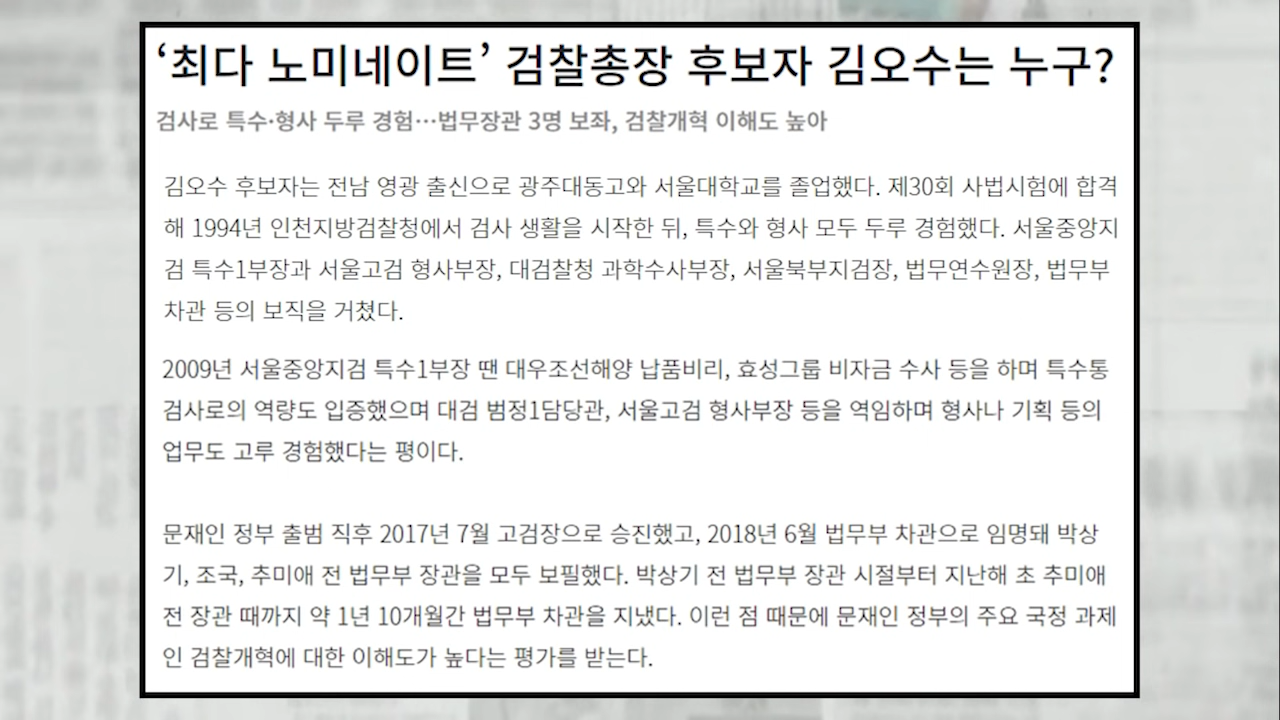 ‘최다 노미네이트’ 검찰총장 후보자 김오수는 누구?
검사로 특수·형사 두루 경험…법무장관 3명 보좌, 검찰개혁 이해도 높아
김오수 후보자는 전남 영광 출신으로 광주대동고와 서울대학교를 졸업했다. 제30회 사법시험에 합격
해 1994년 인천지방검찰청에서 검사 생활을 시작한 뒤, 특수와 형사 모두 두루 경험했다. 서울중앙지
검 특수1부장과 서울고검 형사부장, 대검찰청 과학수사부장, 서울북부지검장, 법무연수원장, 법무부
차관 등의 보직을 거쳤다.
2009년 서울중앙지검 특수1부장 땐 대우조선해양 납품비리, 효성그룹 비자금 수사 등을 하며 특수통
검사로의 역량도 입증했으며 대검 범정1담당관, 서울고검 형사부장 등을 역임하며 형사나 기획 등의
업무도 고루 경험했다는 평이다.
문재인 정부 출범 직후 2017년 7월 고검장으로 승진했고, 2018년 6월 법무부 차관으로 임명돼 박상
기, 조국, 추미애 전 법무부 장관을 모두 보필했다. 박상기 전 법무부 장관 시절부터 지난해 초 추미애
전 장관 때까지 약 1년 10개월간 법무부 차관을 지냈다. 이런 점 때문에 문재인 정부의 주요 국정 과제
인 검찰개혁에 대한 이해도가 높다는 평가를 받는다.